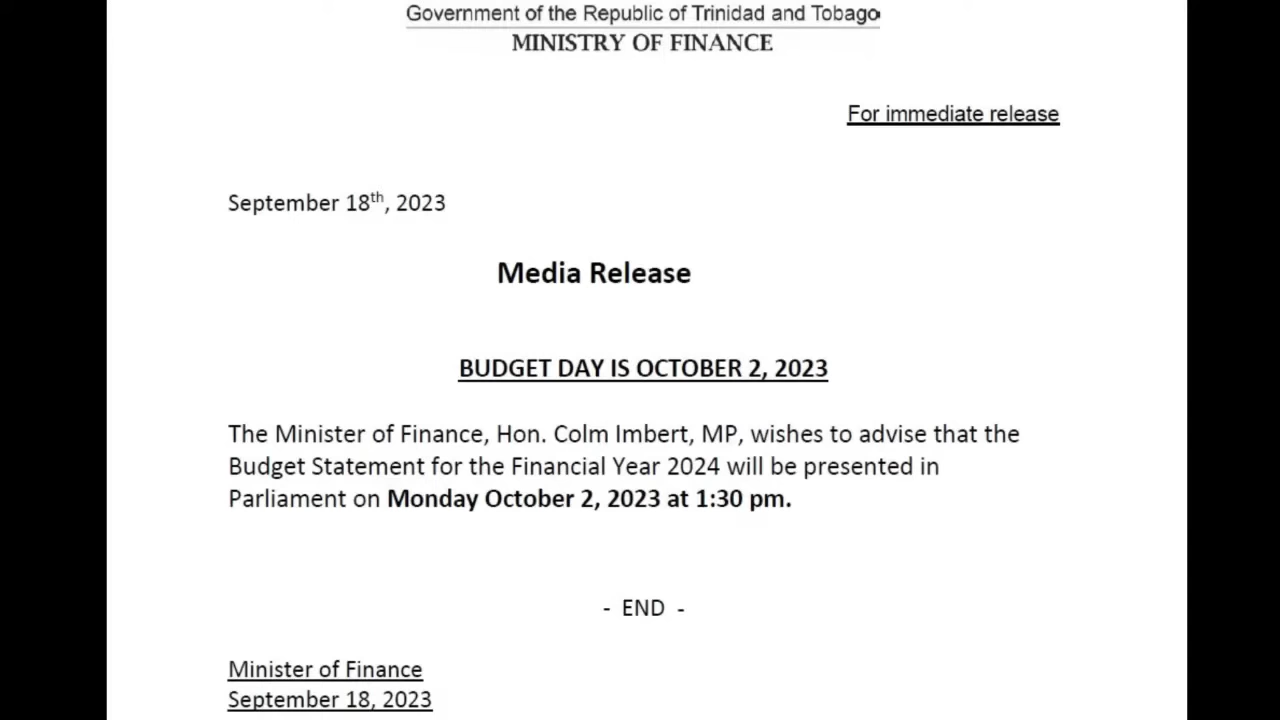 Government of the Republic of Trinidad and Tobago
MINISTRY OF FINANCE
For immediate release
September 18th, 2023
Media Release
BUDGET DAY IS OCTOBER 2, 2023
The Minister of Finance, Hon. Colm Imbert, MP, wishes to advise that the
Budget Statement for the Financial Year 2024 will be presented in
Parliament on Monday October 2, 2023 at 1:30 pm.
- END -
Minister of Finance
September 18, 2023